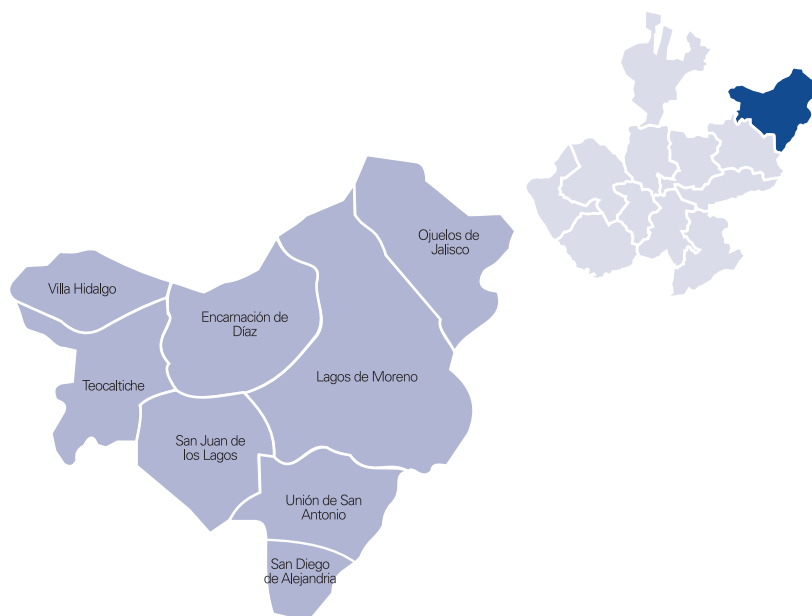 Ojuelos de
Jalisco
Villa Hidalgo
Encarnación de
Díaz
Teocaltiche
Lagos de Moreno
San Juan de
los Lagos
Unión de San
Antonio
San Diego
de Alejandria